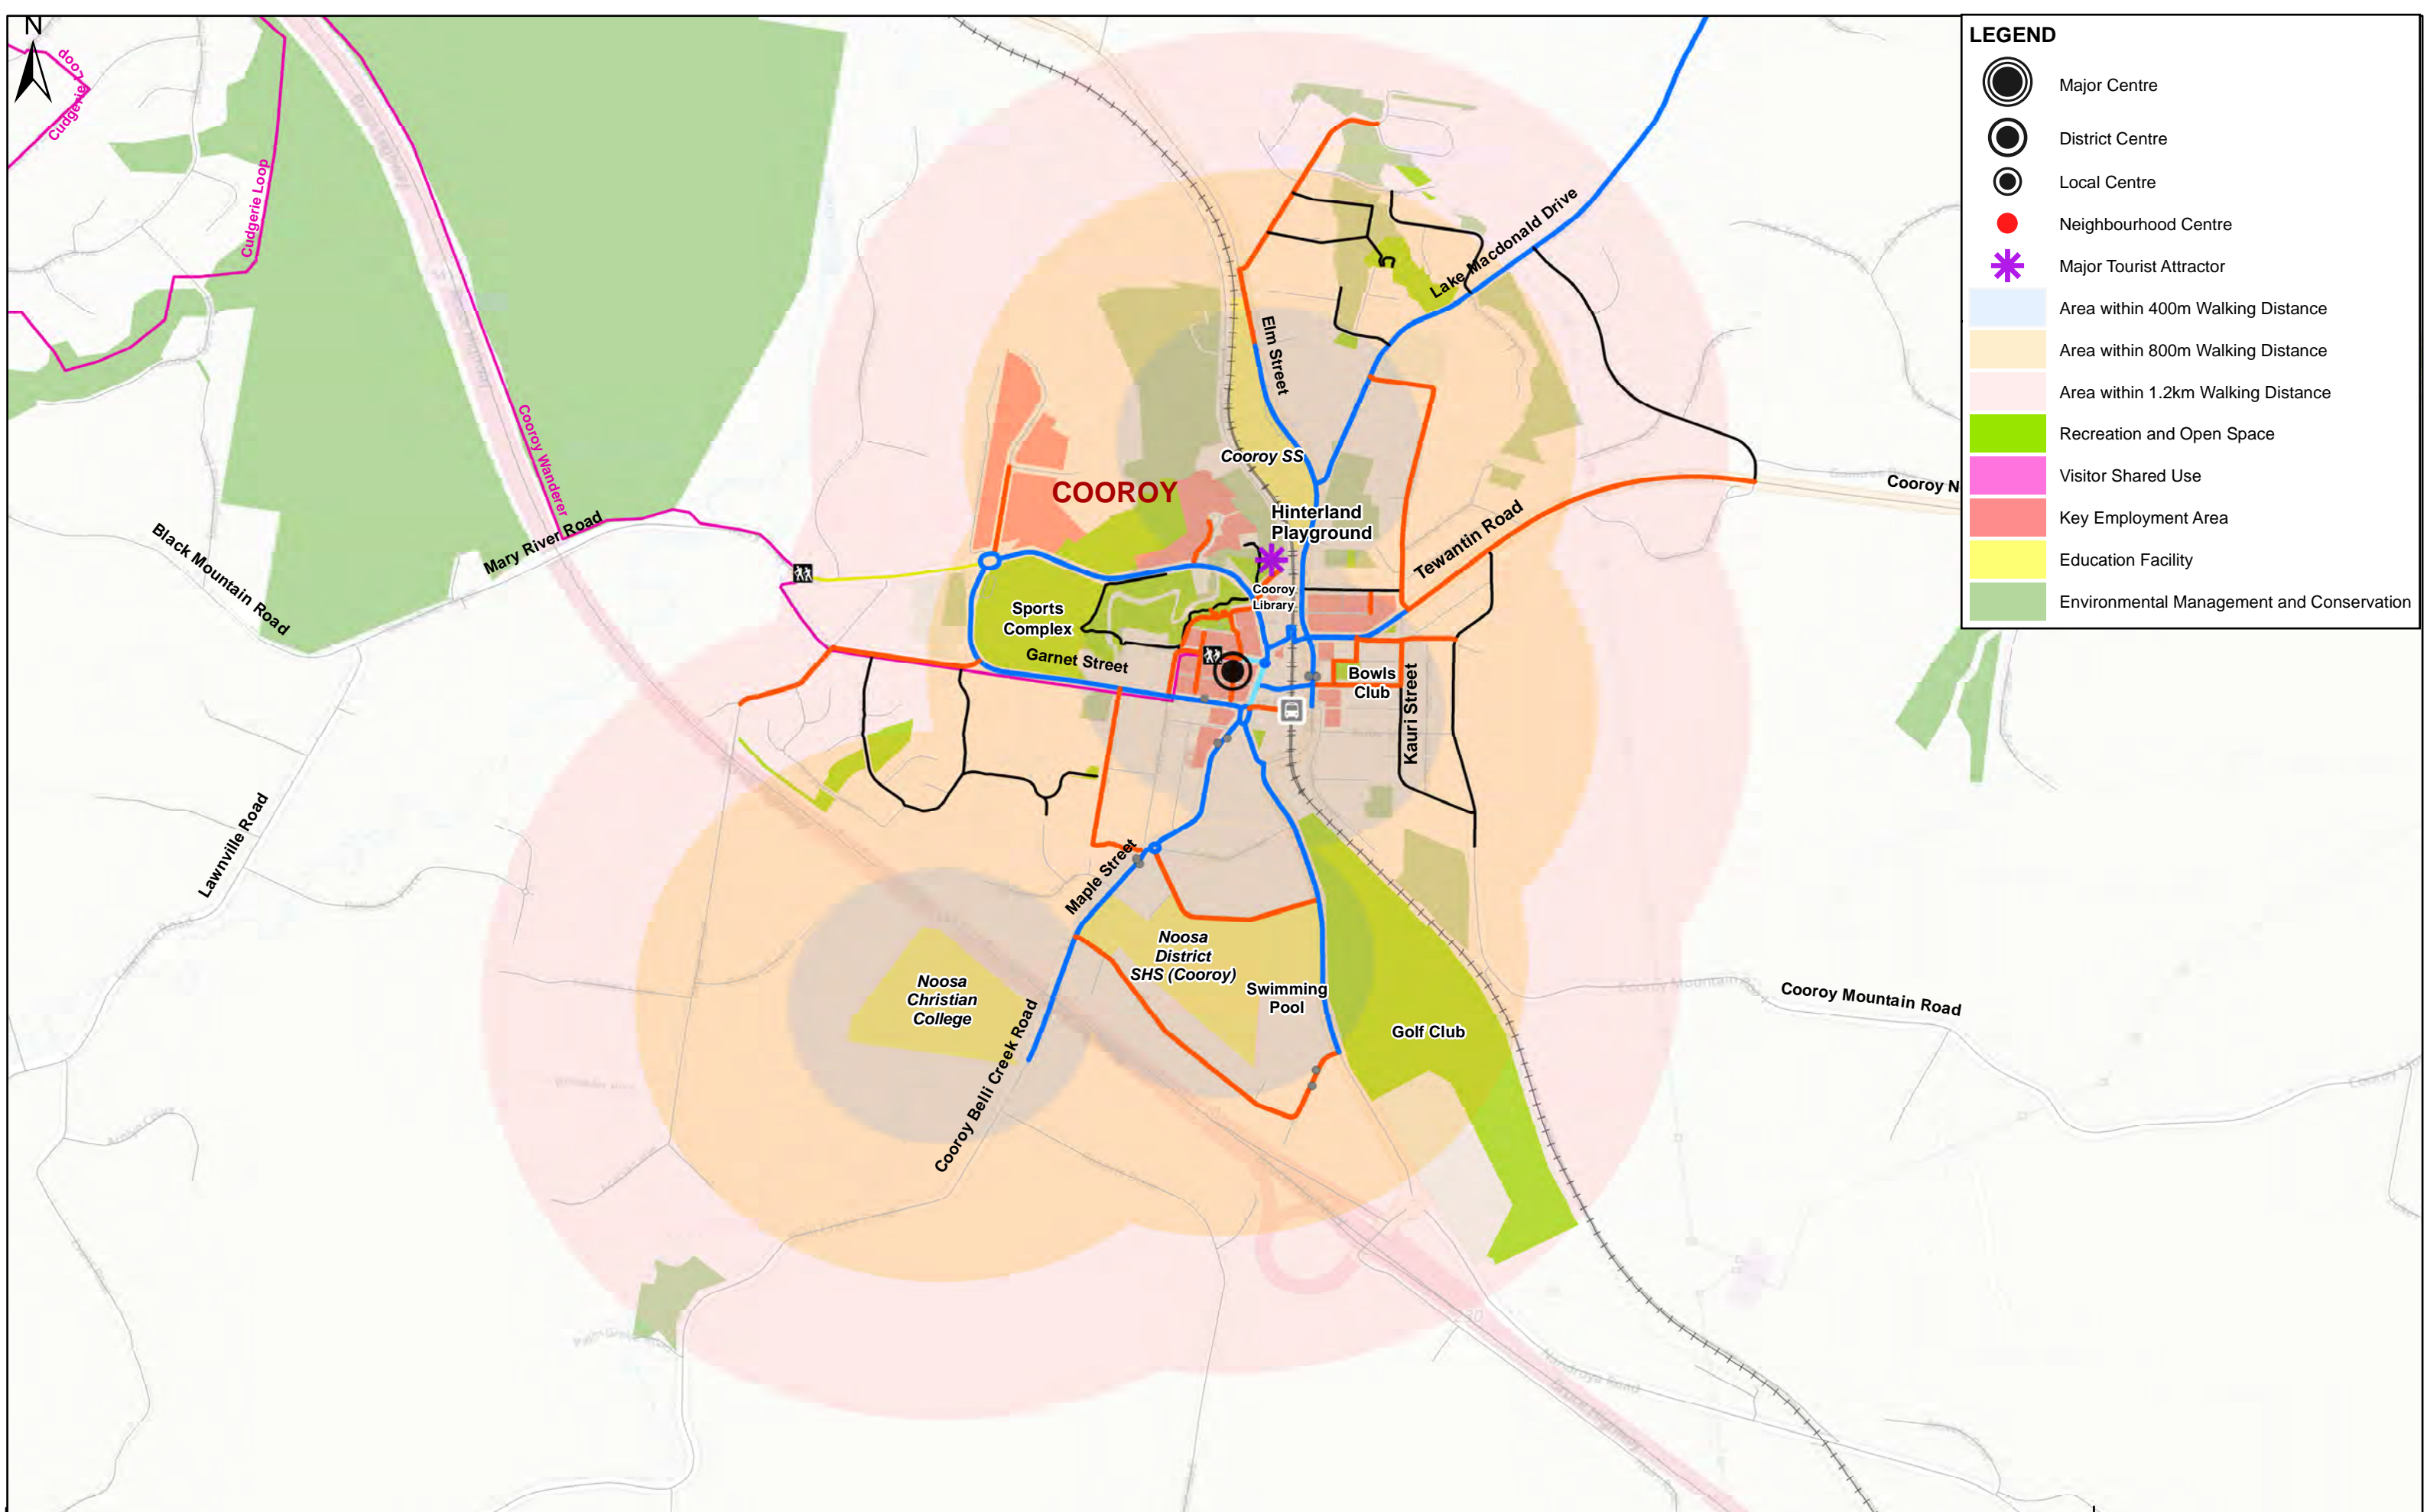 N
LEGEND
Major Centre
District Centre
Local Centre
Neighbourhood Centre
Major Tourist Attractor
Area within 400m Walking Distance
Area within 800m Walking Distance
Area within 1.2km Walking Distance
Recreation and Open Space
Visitor Shared Use
Key Employment Area
Education Facility
Environmental Management and Conservation
Cudgerie Loop
Cudgerie Loop
Cooroy Wanderer
Mary River Road
Black Mountain Road
Lawnville Road
Lake Macdonald Drive
Elm Street
Cooroy SS
COOROY
Hinterland
Playground
Cooroy N
Tewantin Road
Cooroy
Library
Sports
Complex
Garnet Street
Bowls
Club
Kauri Street
Maple Street
Noosa
District
SHS (Cooroy)
Noosa
Christian
College
Swimming
Pool
Golf Club
Cooroy Belli Creek Road
Cooroy Mountain Road
Cooroy Mountain Road
Bruce Highway